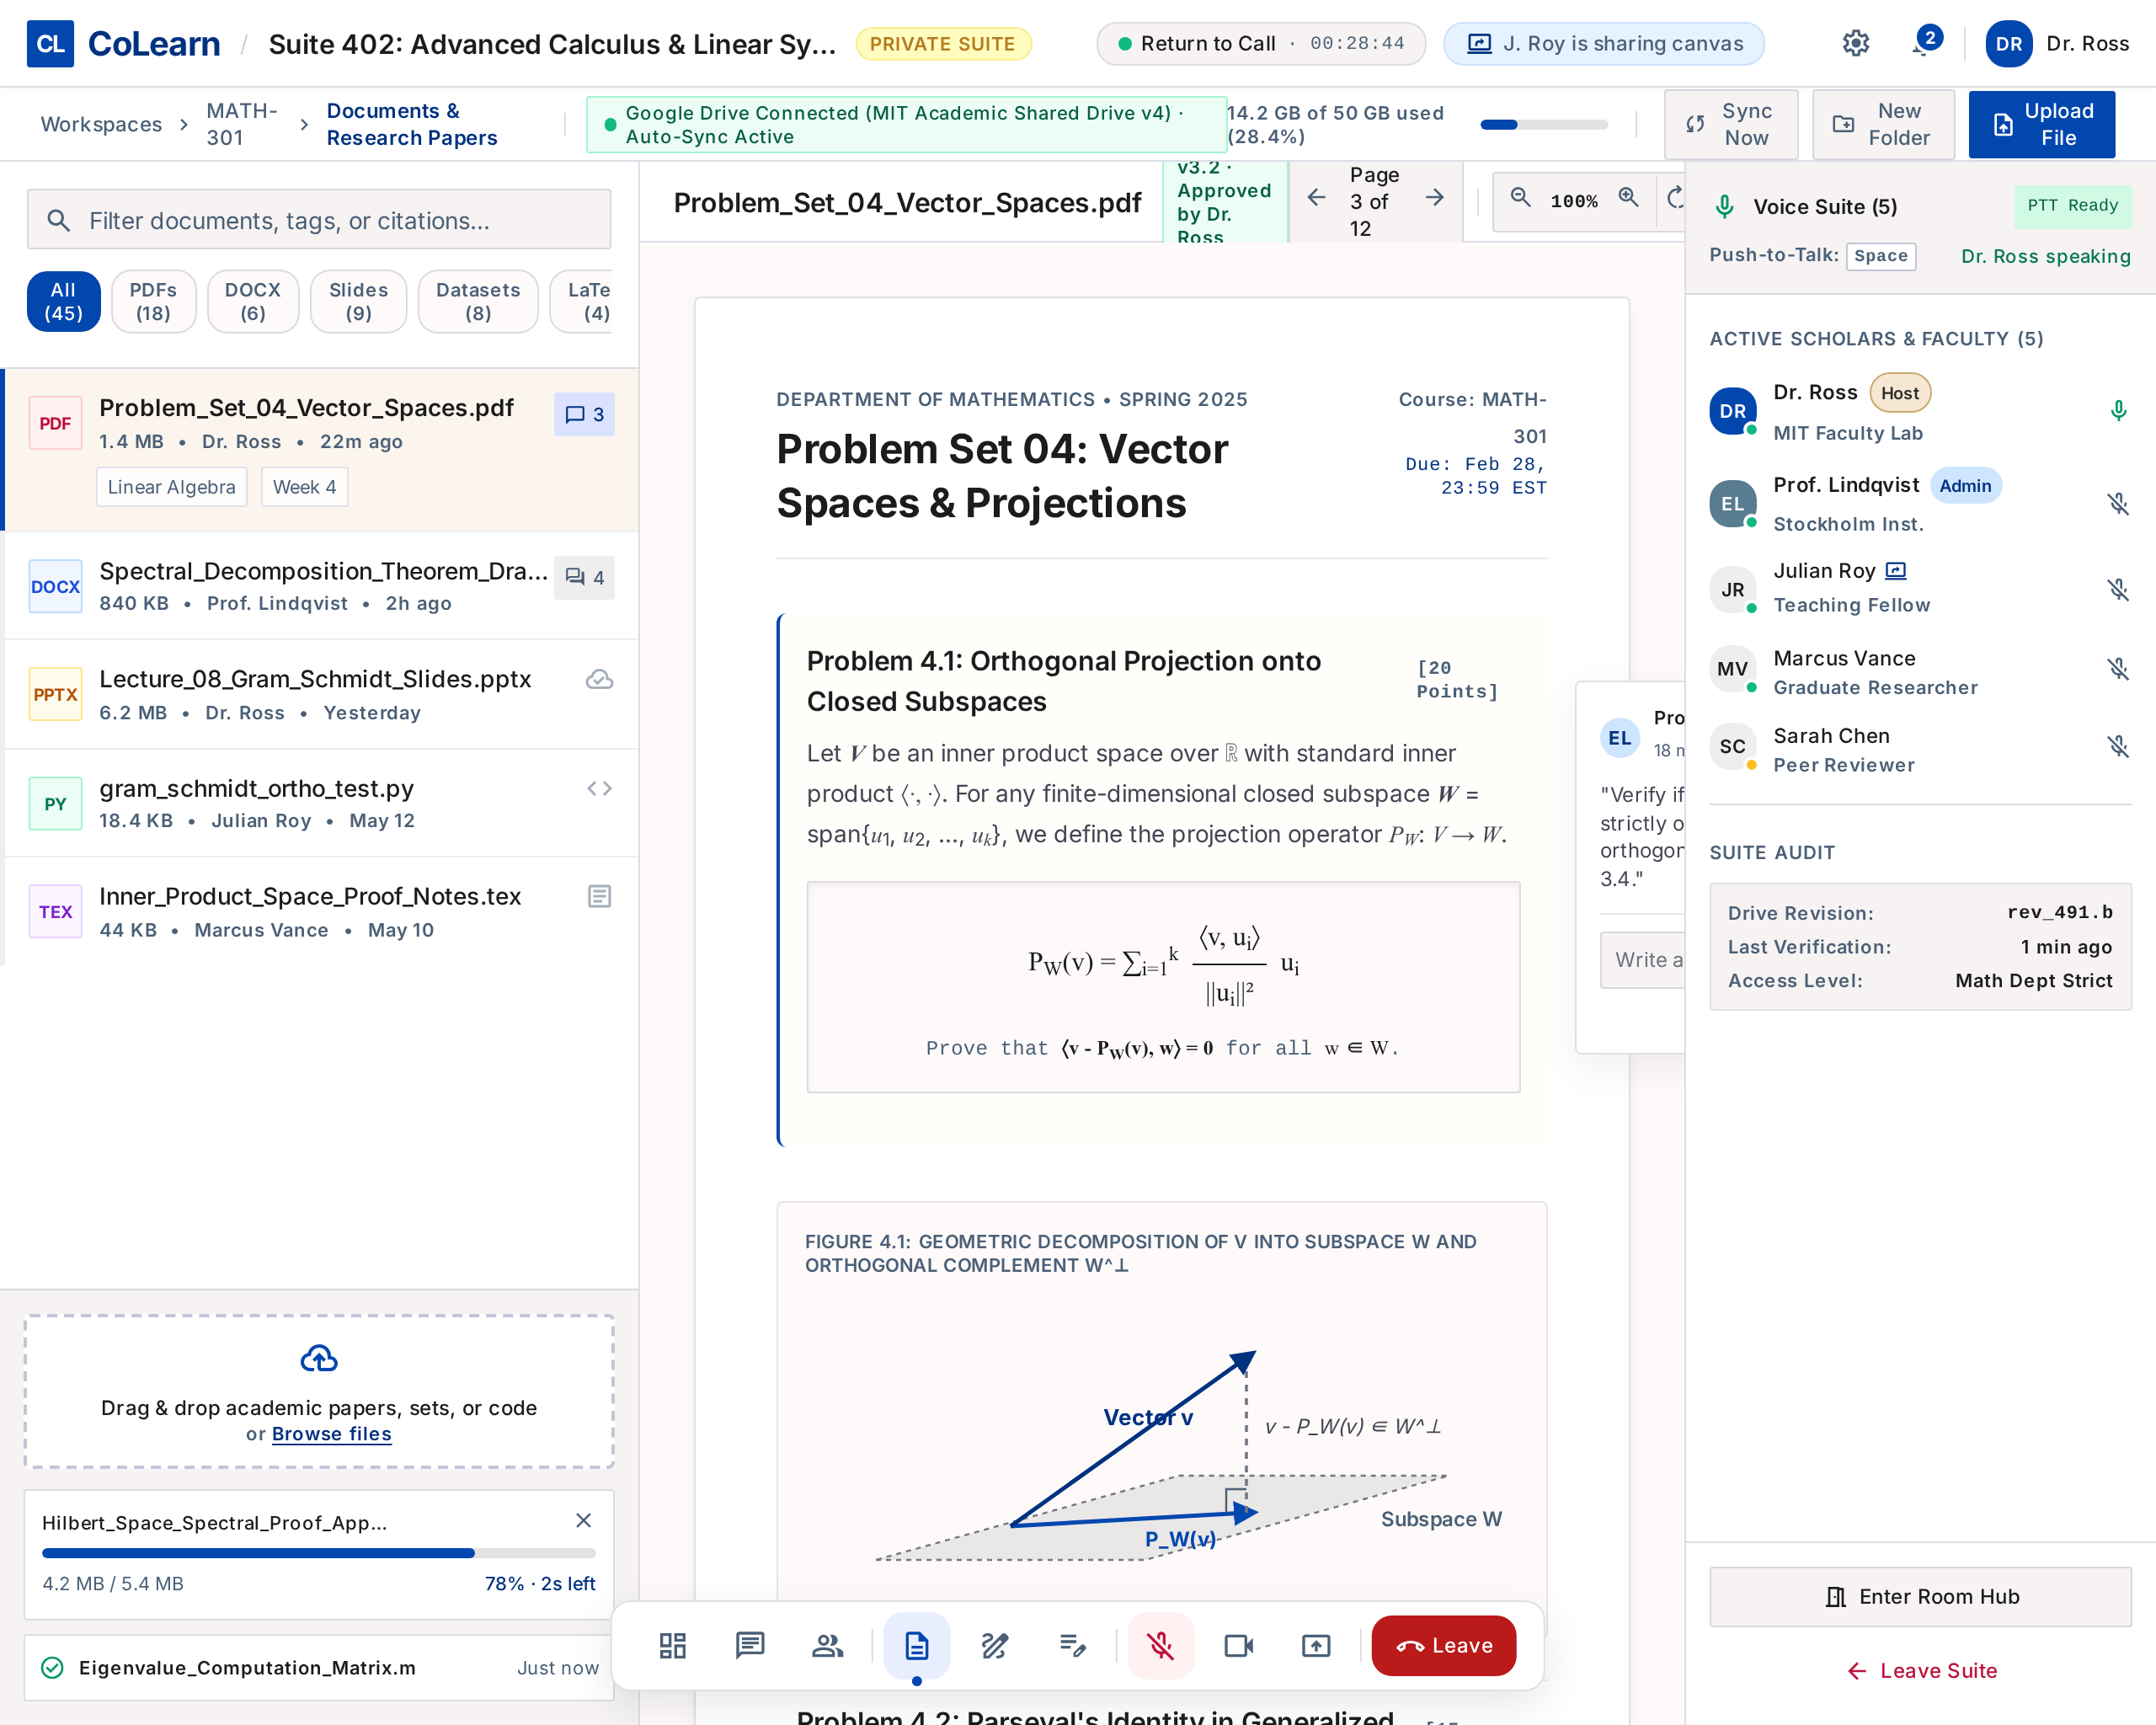 CL CoLearn / Suite 402: Advanced Calculus & Linear Sy... PRIVATE SUITE
Return to Call · 00:28:44
J. Roy is sharing canvas
2
DR Dr. Ross
Workspaces > MATH-
301 > Documents &
Research Papers
Google Drive Connected (MIT Academic Shared Drive v4) ·
Auto-Sync Active
14.2 GB of 50 GB used
(28.4%)
Sync
Now
New
Folder
Upload
File
Filter documents, tags, or citations...
All
(45)
PDFs
(18)
DOCX
(6)
Slides
(9)
Datasets
(8)
LaTe
(4)
PDF
Problem_Set_04_Vector_Spaces.pdf
3
1.4 MB • Dr. Ross • 22m ago
Linear Algebra
Week 4
DOCX
Spectral_Decomposition_Theorem_Dra...
4
840 KB • Prof. Lindqvist • 2h ago
PPTX
Lecture_08_Gram_Schmidt_Slides.pptx
6.2 MB • Dr. Ross • Yesterday
PY
gram_schmidt_ortho_test.py
18.4 KB • Julian Roy • May 12
TEX
Inner_Product_Space_Proof_Notes.tex
44 KB • Marcus Vance • May 10
Drag & drop academic papers, sets, or code
or Browse files
Hilbert_Space_Spectral_Proof_App...
4.2 MB / 5.4 MB
78% · 2s left
Eigenvalue_Computation_Matrix.m
Just now
Problem_Set_04_Vector_Spaces.pdf
v3.2 ·
Approved
by Dr.
Ross
Page
3 of
12
100%
DEPARTMENT OF MATHEMATICS • SPRING 2025
Problem Set 04: Vector
Spaces & Projections
Course: MATH-
301
Due: Feb 28,
23:59 EST
Problem 4.1: Orthogonal Projection onto
Closed Subspaces
[20
Points]
Let V be an inner product space over ℝ with standard inner
product ⟨·, ·⟩. For any finite-dimensional closed subspace W =
span{u₁, u₂, ..., uₖ}, we define the projection operator P_W: V → W.
P_W(v) = ∑ᵢ₌₁ᵏ ⟨v, uᵢ⟩ / ||uᵢ||² uᵢ
Prove that ⟨v - P_W(v), w⟩ = 0 for all w ∈ W.
FIGURE 4.1: GEOMETRIC DECOMPOSITION OF V INTO SUBSPACE W AND
ORTHOGONAL COMPLEMENT W^⊥
Vector v
v - P_W(v) ∈ W^⊥
Subspace W
P_W(v)
Problem 4.2: Parseval's Identity in Generalized
EL
Pro
18 m
"Verify if
strictly o
orthogon
3.4."
Write a
Leave
Voice Suite (5)
PTT Ready
Push-to-Talk: Space
Dr. Ross speaking
ACTIVE SCHOLARS & FACULTY (5)
DR
Dr. Ross Host
MIT Faculty Lab
EL
Prof. Lindqvist Admin
Stockholm Inst.
JR
Julian Roy
Teaching Fellow
MV
Marcus Vance
Graduate Researcher
SC
Sarah Chen
Peer Reviewer
SUITE AUDIT
Drive Revision: rev_491.b
Last Verification: 1 min ago
Access Level: Math Dept Strict
Enter Room Hub
Leave Suite